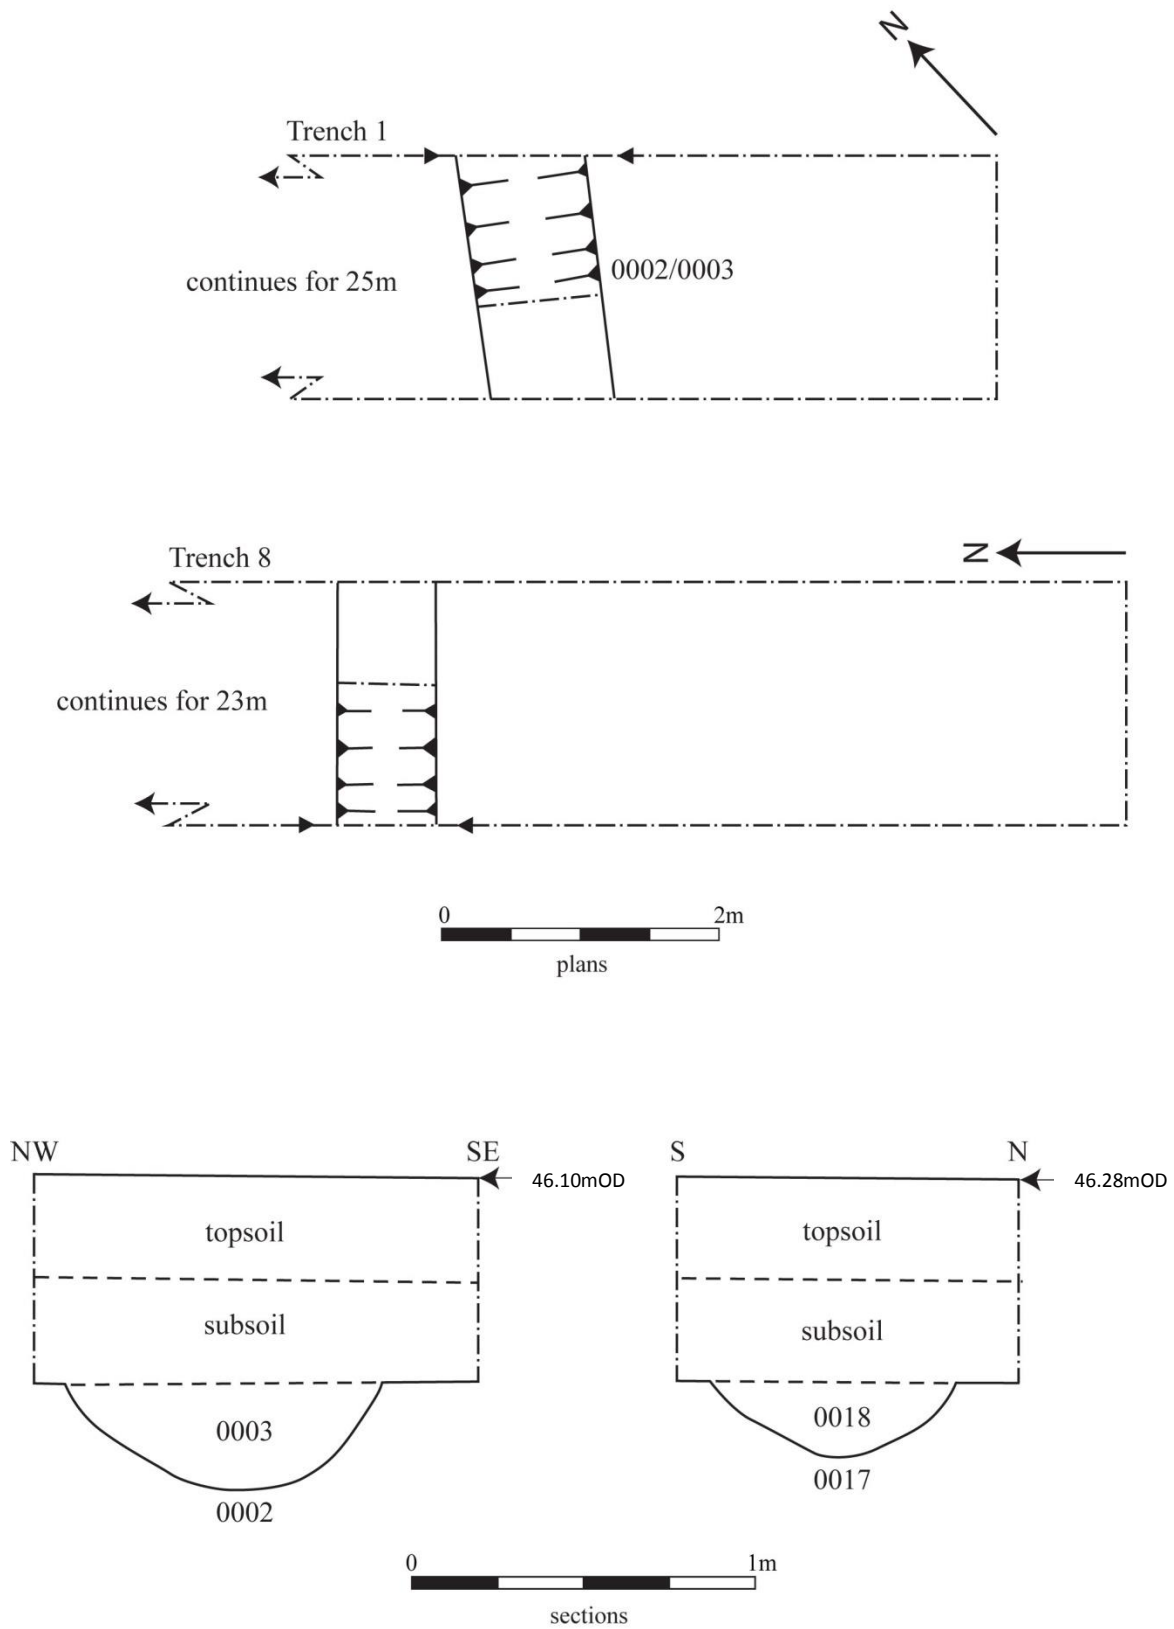 N
Trench 1
0002/0003
continues for 25m
Trench 8
N
continues for 23m
0 2m
plans
NW SE S N
46.10mOD 46.28mOD
topsoil topsoil
subsoil subsoil
0003 0018
0002 0017
0 1m
sections